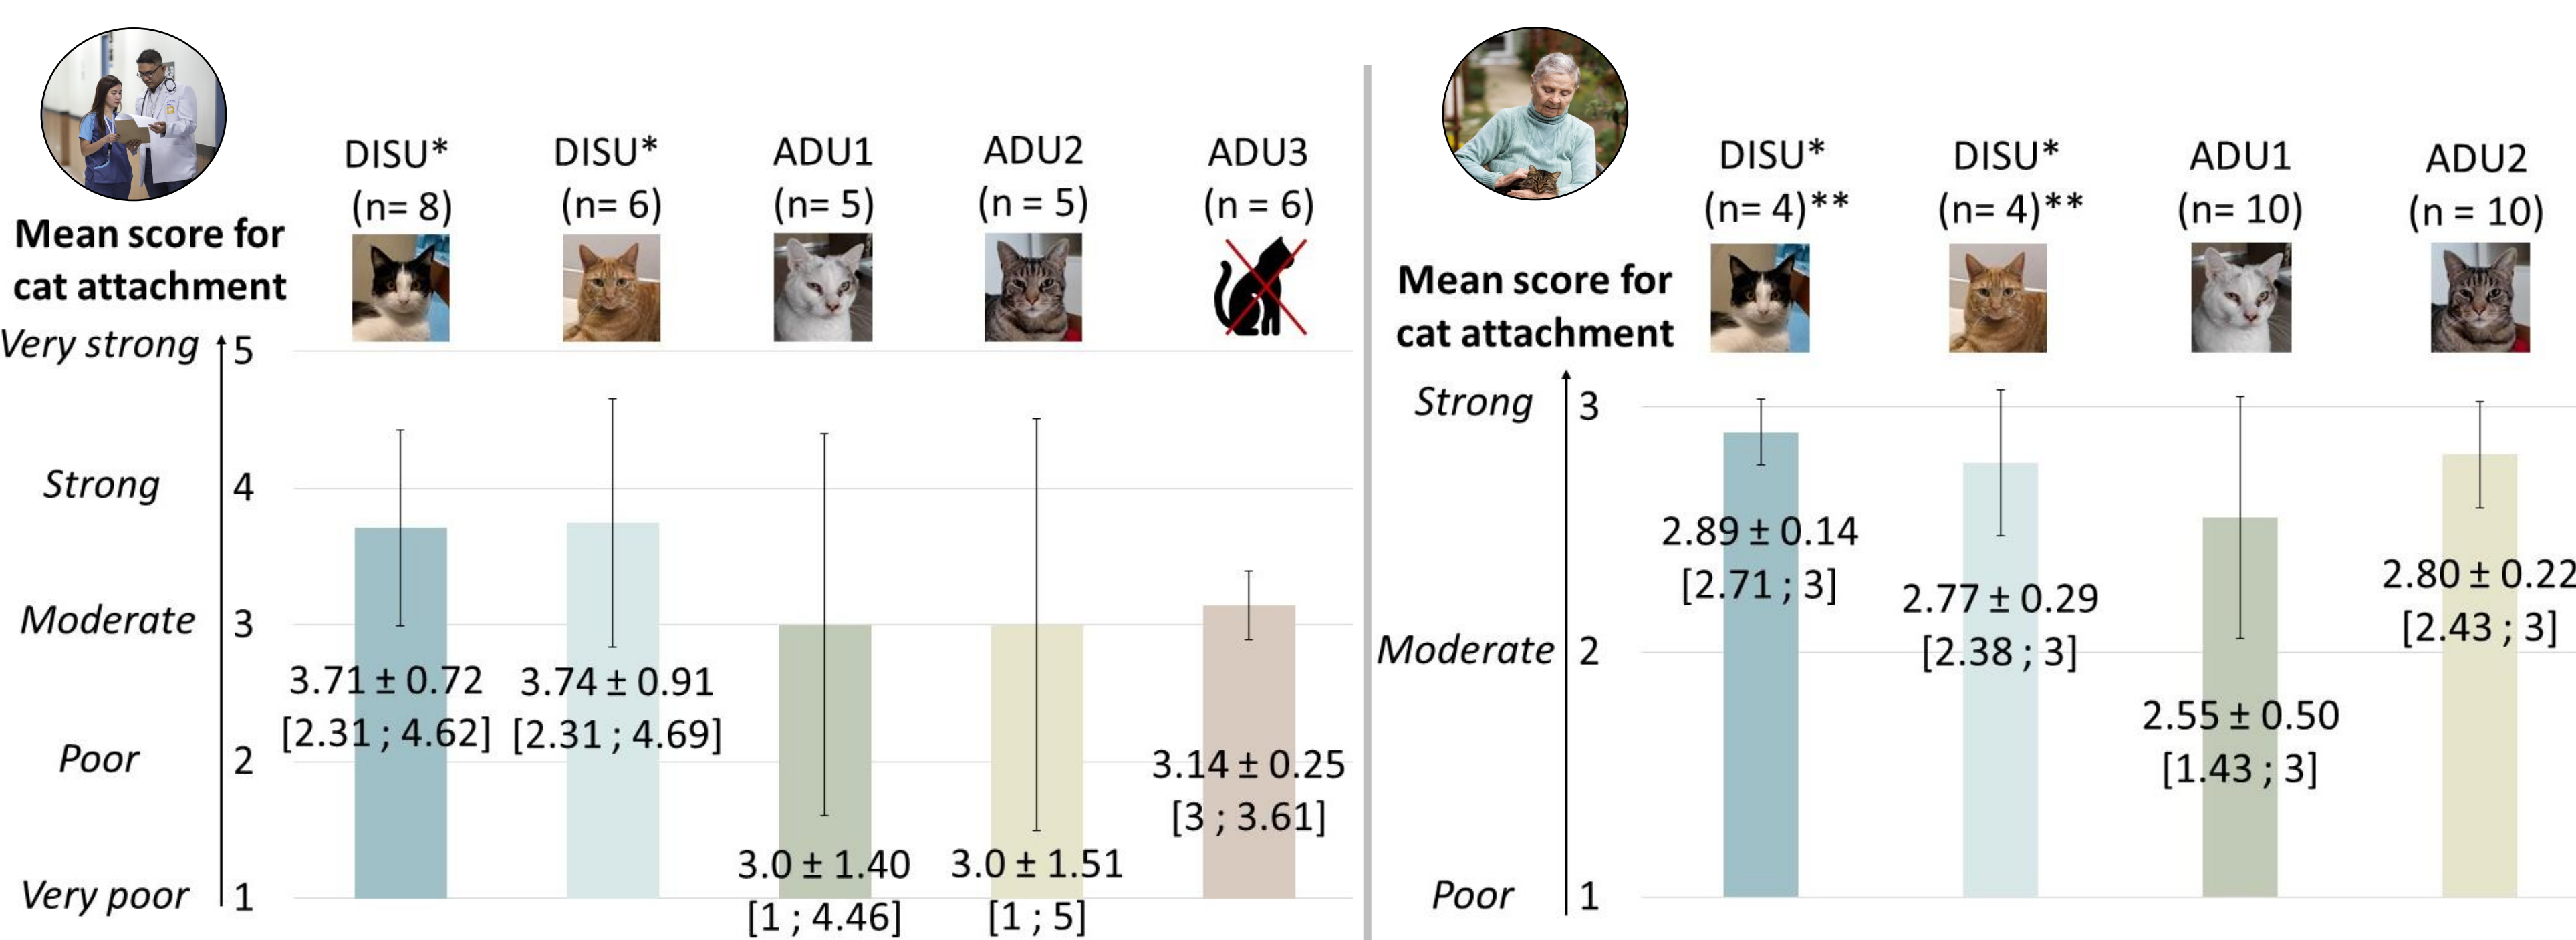 DISU*
(n= 8)
DISU*
(n= 6)
ADU1
(n= 5)
ADU2
(n = 5)
ADU3
(n = 6)
Mean score for
cat attachment
Very strong 5
Strong 4
Moderate 3
Poor 2
Very poor 1
3.71 ± 0.72
[2.31 ; 4.62]
3.74 ± 0.91
[2.31 ; 4.69]
3.0 ± 1.40
[1 ; 4.46]
3.0 ± 1.51
[1 ; 5]
3.14 ± 0.25
[3 ; 3.61]
DISU*
(n= 4)**
DISU*
(n= 4)**
ADU1
(n= 10)
ADU2
(n = 10)
Mean score for
cat attachment
Strong 3
Moderate 2
Poor 1
2.89 ± 0.14
[2.71 ; 3]
2.77 ± 0.29
[2.38 ; 3]
2.55 ± 0.50
[1.43 ; 3]
2.80 ± 0.22
[2.43 ; 3]